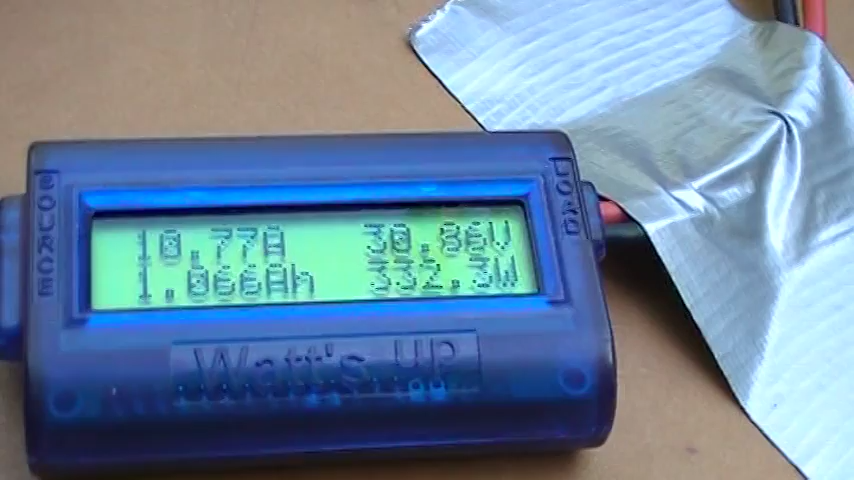 SOURCE
LOAD
10.77A 30.86V
1.066Ah 332.3W
Watt's up